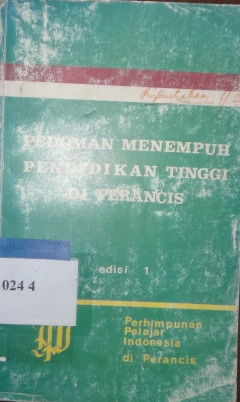 PEDOMAN MENEMPUH
PENDIDIKAN TINGGI
DI PERANCIS
edisi 1
024 4
Perhimpunan
Pelajar
Indonesia
di Perancis